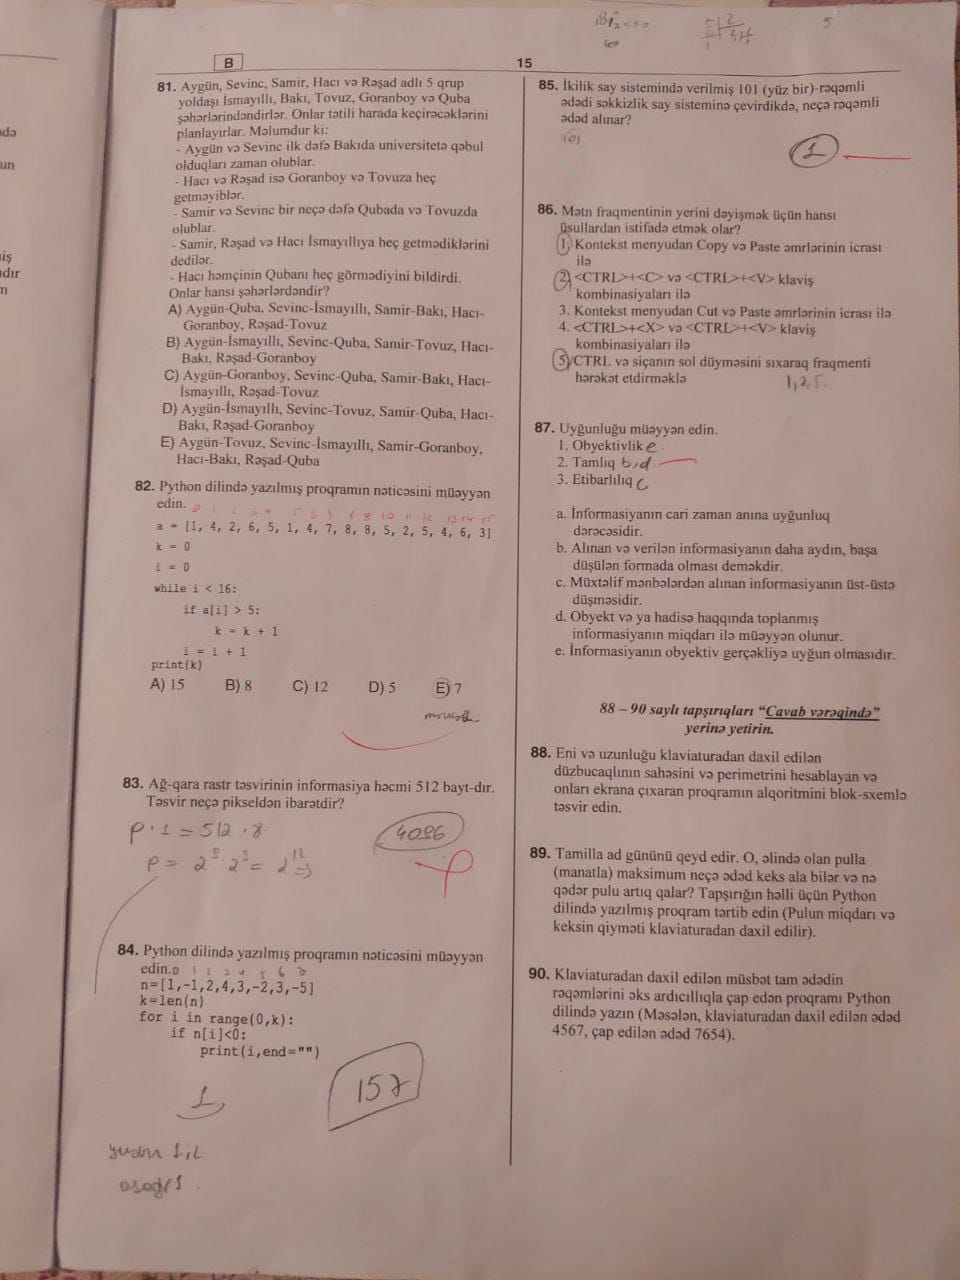 B
15
81. Aygün, Sevinc, Samir, Hacı və Rəşad adlı 5 qrup
yoldaşı İsmayıllı, Bakı, Tovuz, Goranboy və Quba
şəhərlərindəndirlər. Onlar tətili harada keçirəcəklərini
planlayırlar. Məlumdur ki:
- Aygün və Sevinc ilk dəfə Bakıda universitetə qəbul
olduqları zaman olublar.
- Hacı və Rəşad isə Goranboy və Tovuza heç
getməyiblər.
- Samir və Sevinc bir neçə dəfə Qubada və Tovuzda
olublar.
- Samir, Rəşad və Hacı İsmayıllıya heç getmədiklərini
dedilər.
- Hacı həmçinin Qubanı heç görmədiyini bildirdi.
Onlar hansı şəhərlərdəndir?
A) Aygün-Quba, Sevinc-İsmayıllı, Samir-Bakı, Hacı-
Goranboy, Rəşad-Tovuz
B) Aygün-İsmayıllı, Sevinc-Quba, Samir-Tovuz, Hacı-
Bakı, Rəşad-Goranboy
C) Aygün-Goranboy, Sevinc-Quba, Samir-Bakı, Hacı-
İsmayıllı, Rəşad-Tovuz
D) Aygün-İsmayıllı, Sevinc-Tovuz, Samir-Quba, Hacı-
Bakı, Rəşad-Goranboy
E) Aygün-Tovuz, Sevinc-İsmayıllı, Samir-Goranboy,
Hacı-Bakı, Rəşad-Quba
82. Python dilində yazılmış proqramın nəticəsini müəyyən
edin.
a = [1, 4, 2, 6, 5, 1, 4, 7, 8, 8, 5, 2, 5, 4, 6, 3]
k = 0
i = 0
while i < 16:
if a[i] > 5:
k = k + 1
i = i + 1
print(k)
A) 15 B) 8 C) 12 D) 5 E) 7
83. Ağ-qara rastr təsvirinin informasiya həcmi 512 bayt-dır.
Təsvir neçə pikseldən ibarətdir?
P · 1 = 512 · 8
4096
P = 2⁹ · 2³ = 2¹²
84. Python dilində yazılmış proqramın nəticəsini müəyyən
edin.
n=[1,-1,2,4,3,-2,3,-5]
k=len(n)
for i in range(0,k):
if n[i]<0:
print(i,end="")
157
1
85. İkilik say sistemində verilmiş 101 (yüz bir)-rəqəmli
ədədi səkkizlik say sisteminə çevirdikdə, neçə rəqəmli
ədəd alınar?
101
1
86. Mətn fraqmentinin yerini dəyişmək üçün hansı
üsullardan istifadə etmək olar?
1. Kontekst menyudan Copy və Paste əmrlərinin icrası
ilə
2. <CTRL>+<C> və <CTRL>+<V> klaviş
kombinasiyaları ilə
3. Kontekst menyudan Cut və Paste əmrlərinin icrası ilə
4. <CTRL>+<X> və <CTRL>+<V> klaviş
kombinasiyaları ilə
5. CTRL və siçanın sol düyməsini sıxaraq fraqmenti
hərəkət etdirməklə
1,2,5.
87. Uyğunluğu müəyyən edin.
1. Obyektivlik e
2. Tamlıq b,d
3. Etibarlılıq c
a. İnformasiyanın cari zaman anına uyğunluq
dərəcəsidir.
b. Alınan və verilən informasiyanın daha aydın, başa
düşülən formada olması deməkdir.
c. Müxtəlif mənbələrdən alınan informasiyanın üst-üstə
düşməsidir.
d. Obyekt və ya hadisə haqqında toplanmış
informasiyanın miqdarı ilə müəyyən olunur.
e. İnformasiyanın obyektiv gerçəkliyə uyğun olmasıdır.
88 – 90 saylı tapşırıqları “Cavab vərəqində”
yerinə yetirin.
88. Eni və uzunluğu klaviaturadan daxil edilən
düzbucaqlının sahəsini və perimetrini hesablayan və
onları ekrana çıxaran proqramın alqoritmini blok-sxemlə
təsvir edin.
89. Tamilla ad gününü qeyd edir. O, əlində olan pulla
(manatla) maksimum neçə ədəd keks ala bilər və nə
qədər pulu artıq qalar? Tapşırığın həlli üçün Python
dilində yazılmış proqram tərtib edin (Pulun miqdarı və
keksin qiyməti klaviaturadan daxil edilir).
90. Klaviaturadan daxil edilən müsbət tam ədədin
rəqəmlərini əks ardıcıllıqla çap edən proqramı Python
dilində yazın (Məsələn, klaviaturadan daxil edilən ədəd
4567, çap edilən ədəd 7654).